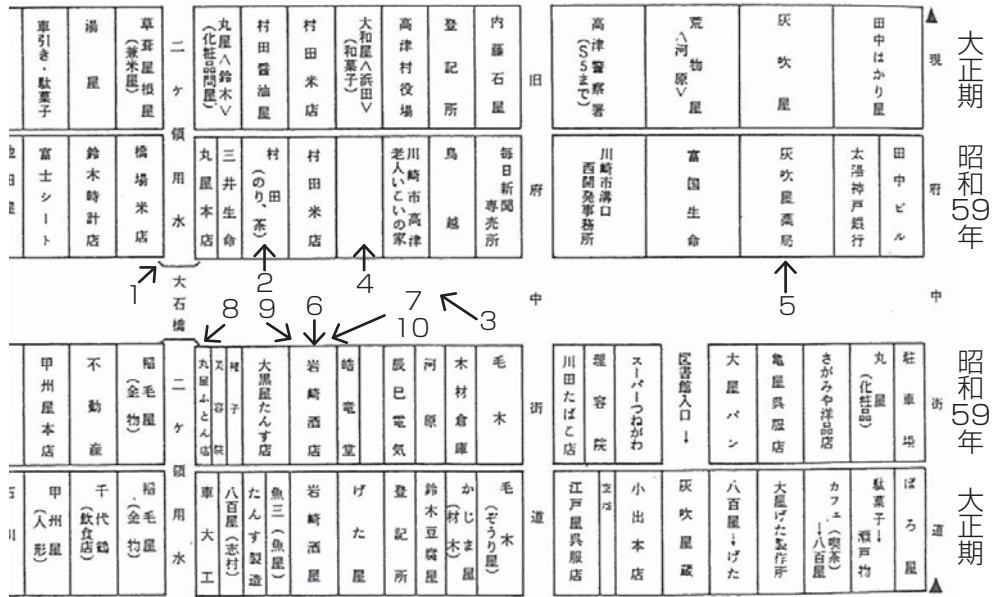 大正期
昭和59年
昭和59年
大正期
現
府
中
街
道
旧
府
中
街
道
田中はかり屋
灰吹屋
荒物屋
<河原>
高津警察署
(S5まで)
内藤石屋
登記所
高津村役場
大和屋<浜田>
(和菓子)
村田米店
村田醤油屋
丸屋<鈴木>
(化粧品問屋)
二ヶ領用水
草葺屋根屋
(兼米屋)
湯屋
車引き・駄菓子
田中ビル
太陽神戸銀行
灰吹屋薬局
富国生命
川崎市溝口
西開発事務所
毎日新聞
専売所
鳥越
川崎市高津
老人いこいの家
村田米店
村田
(のり、茶)
三井生命
丸屋本店
橋場米店
鈴木時計店
富士シート
1
2
4
5
大石橋
8
9
6
7
10
3
駐車場
丸屋
(化粧品)
さがみや洋品店
亀屋呉服店
大屋パン
図書館入口→
スーパーつねがわ
理容院
川田たばこ店
毛木
木材倉庫
河原
辰巳電気
皓竜堂
岩崎酒店
大黒屋たんす店
種子
美容院
丸屋ふとん店
二ヶ領用水
稲毛屋
(金物)
不動産
甲州屋本店
ぼろ屋
駄菓子→瀬戸物
カフェ(喫茶)
→八百屋
大屋げた製作所
八百屋→げた
灰吹屋蔵
小出本店
江戸屋呉服店
毛木
(ぞうり屋)
かじま屋
(材木)
鈴木豆腐屋
登記所
げた屋
岩崎酒屋
魚三(魚屋)
たんす製造
八百屋(志村)
車大工
稲毛屋
(金物)
千代鶴
(飲食店)
甲州屋
(人形)